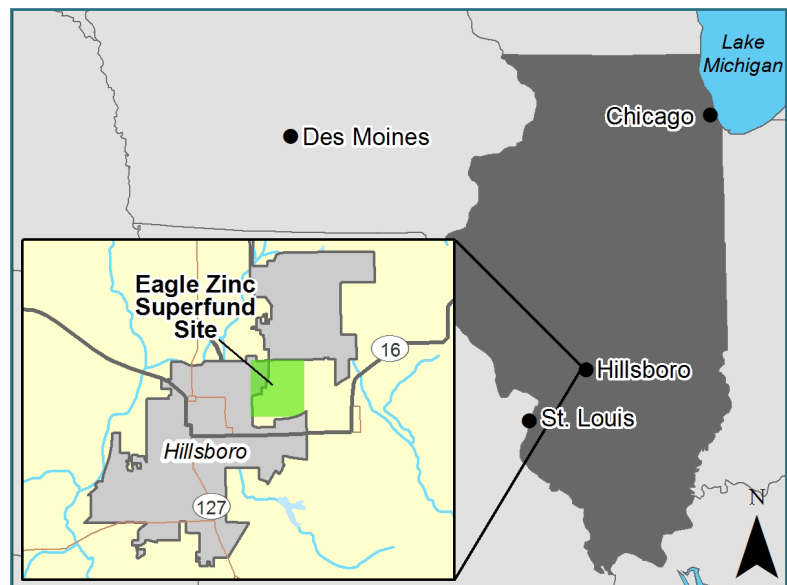 Lake
Michigan
Chicago
Des Moines
Eagle Zinc
Superfund
Site
16
Hillsboro
St. Louis
Hillsboro
127
N